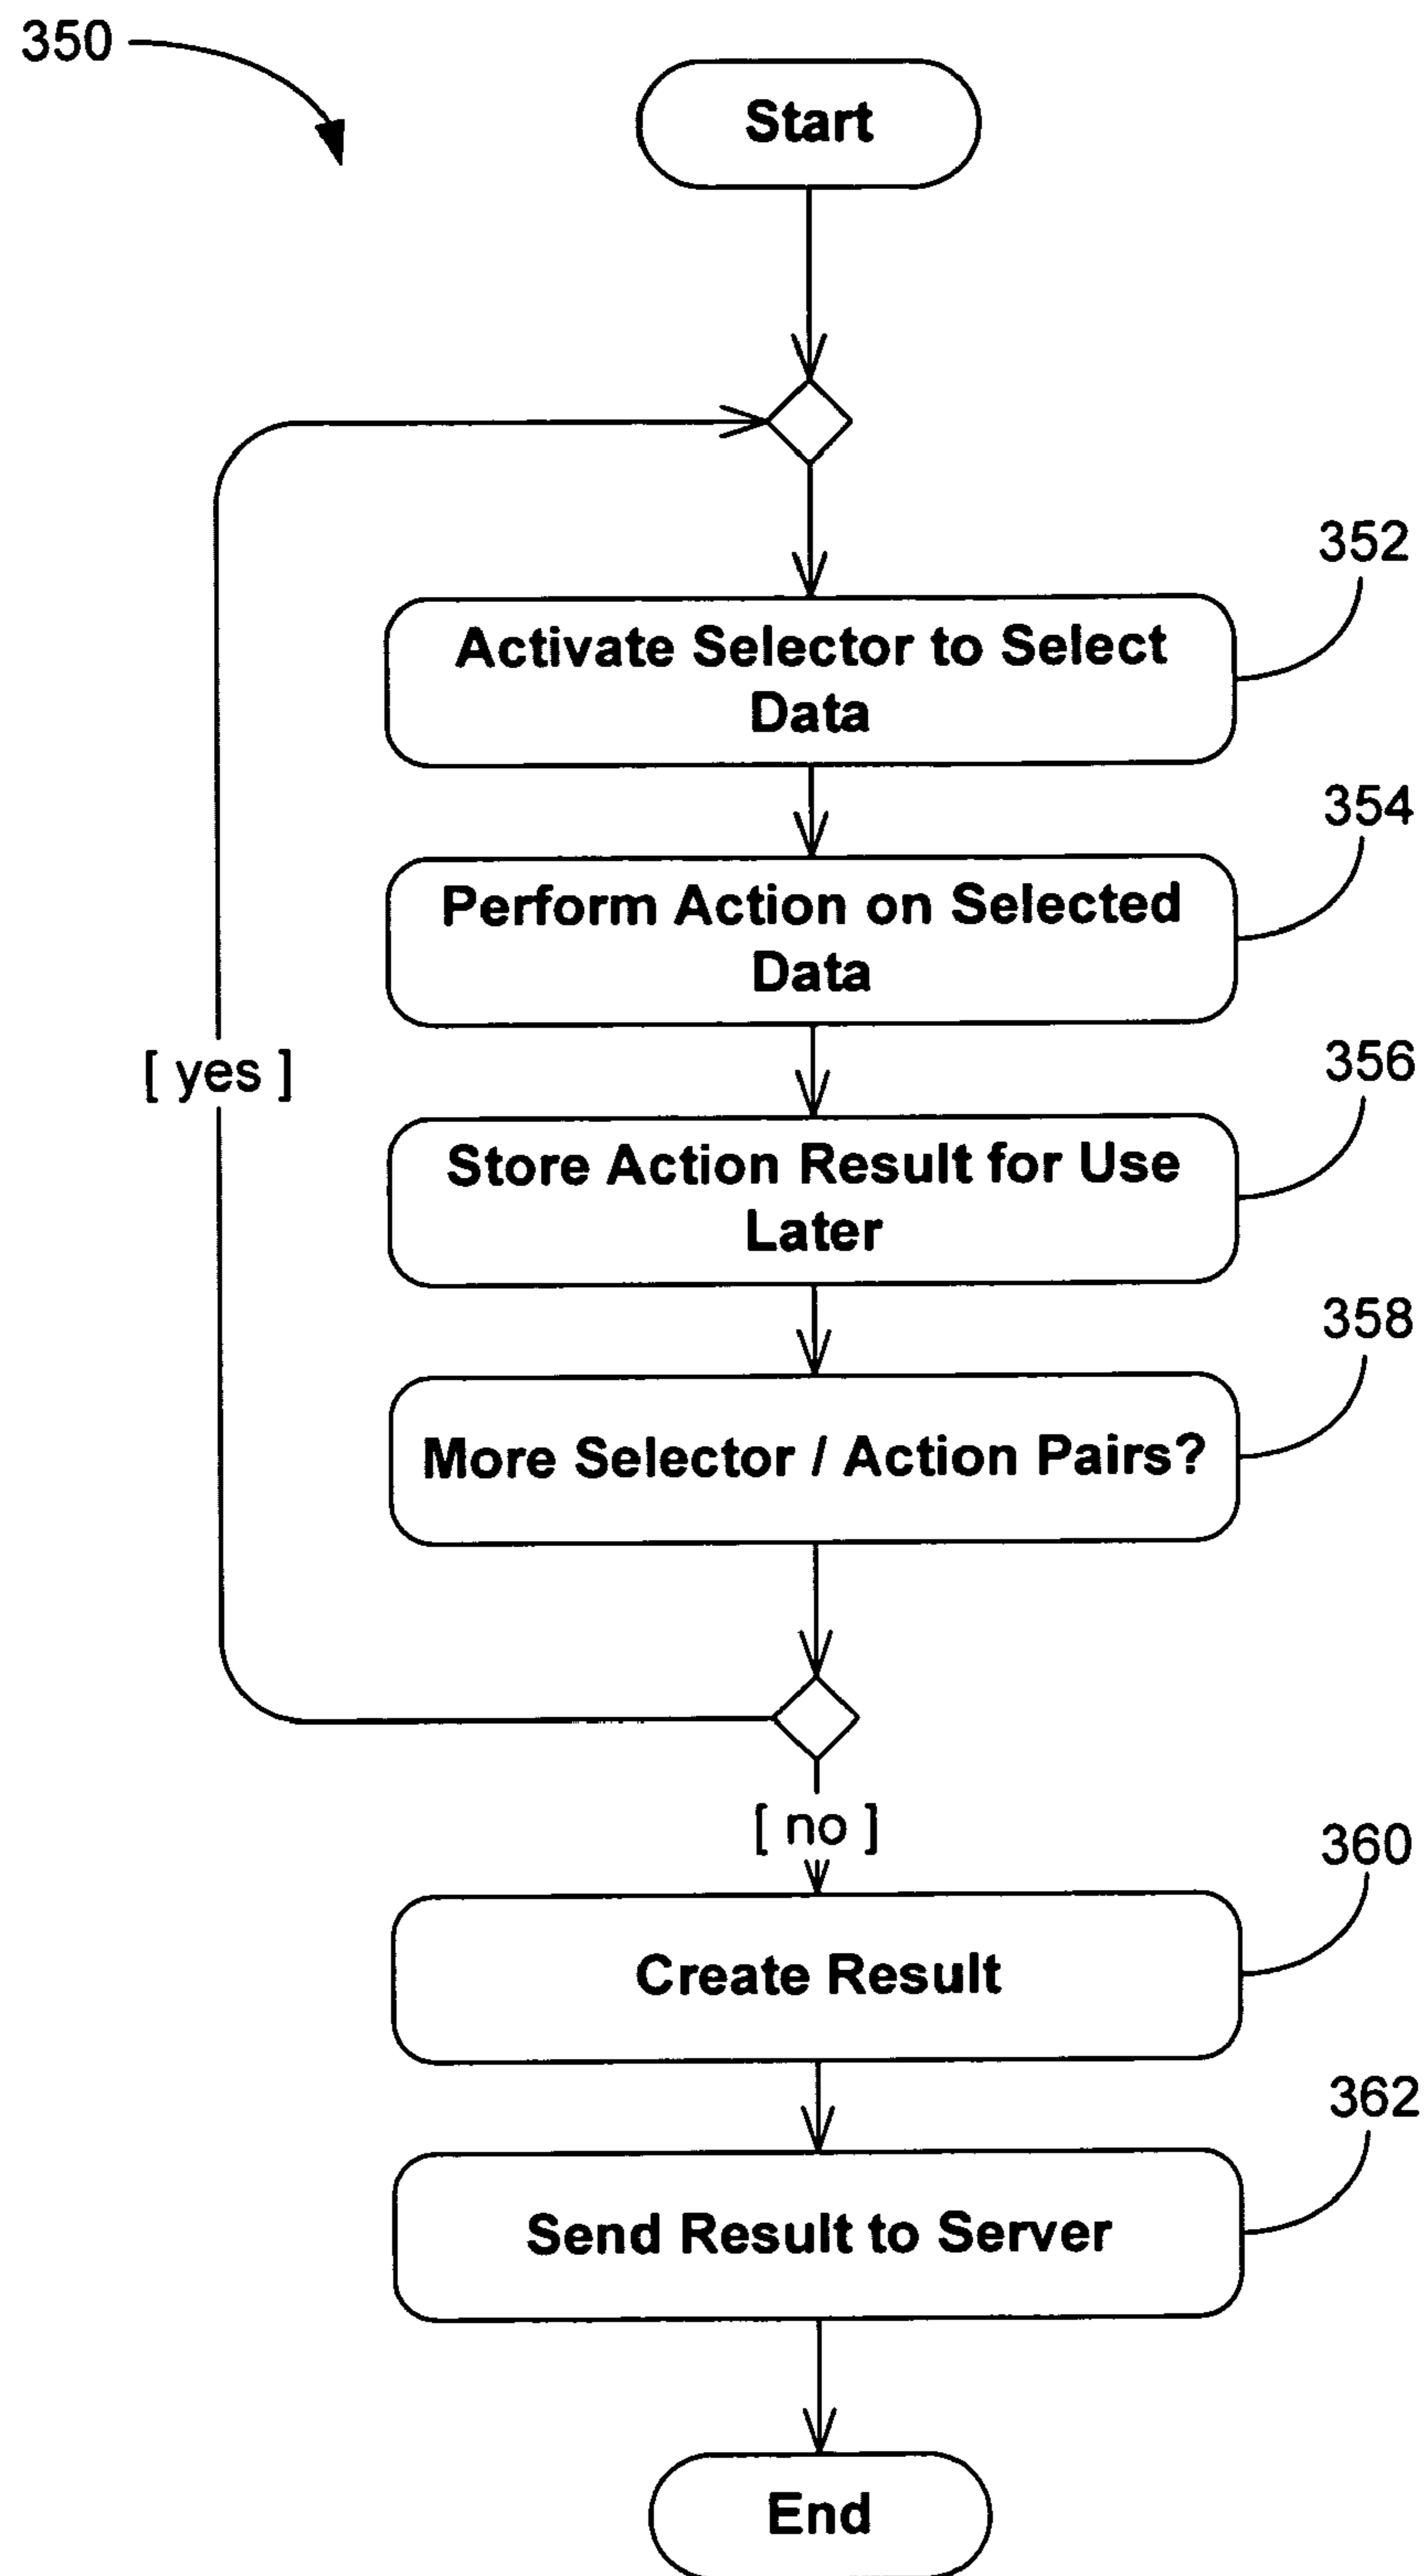 350
Start
352
Activate Selector to Select
Data
354
Perform Action on Selected
Data
356
[ yes ]
Store Action Result for Use
Later
358
More Selector / Action Pairs?
[ no ]
360
Create Result
362
Send Result to Server
End